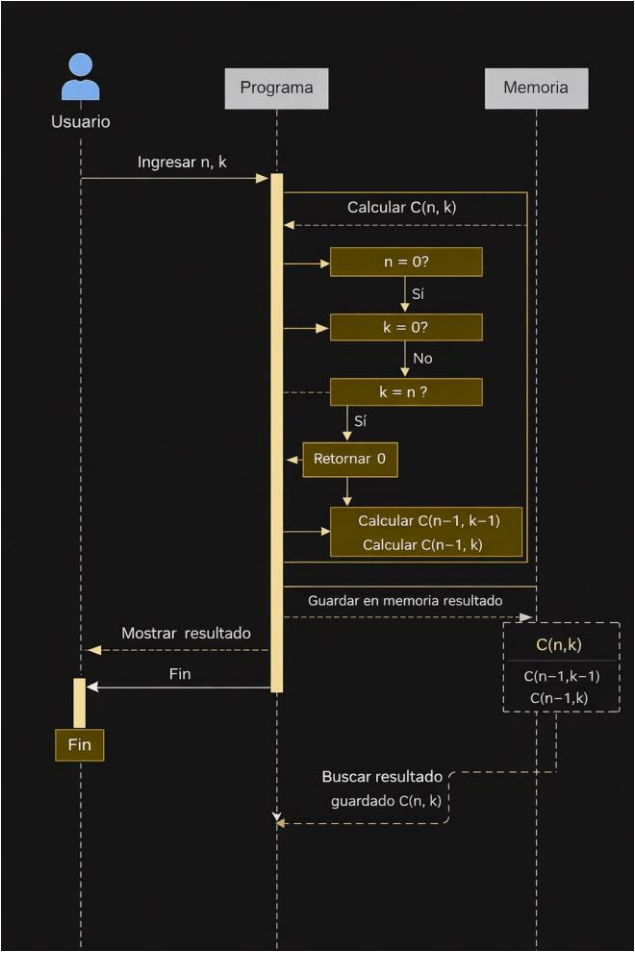 Usuario
Programa
Memoria
Ingresar n, k
Calcular C(n, k)
n = 0?
Sí
k = 0?
No
k = n ?
Sí
Retornar 0
Calcular C(n−1, k−1)
Calcular C(n−1, k)
Guardar en memoria resultado
Mostrar resultado
C(n,k)
C(n−1,k−1)
C(n−1,k)
Fin
Fin
Buscar resultado
guardado C(n, k)